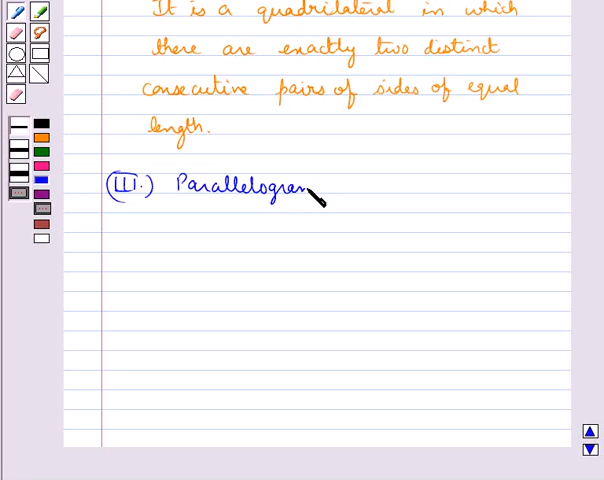 It is a quadrilateral in which
there are exactly two distinct
consecutive pairs of sides of equal
length.
(III.) Parallelogram